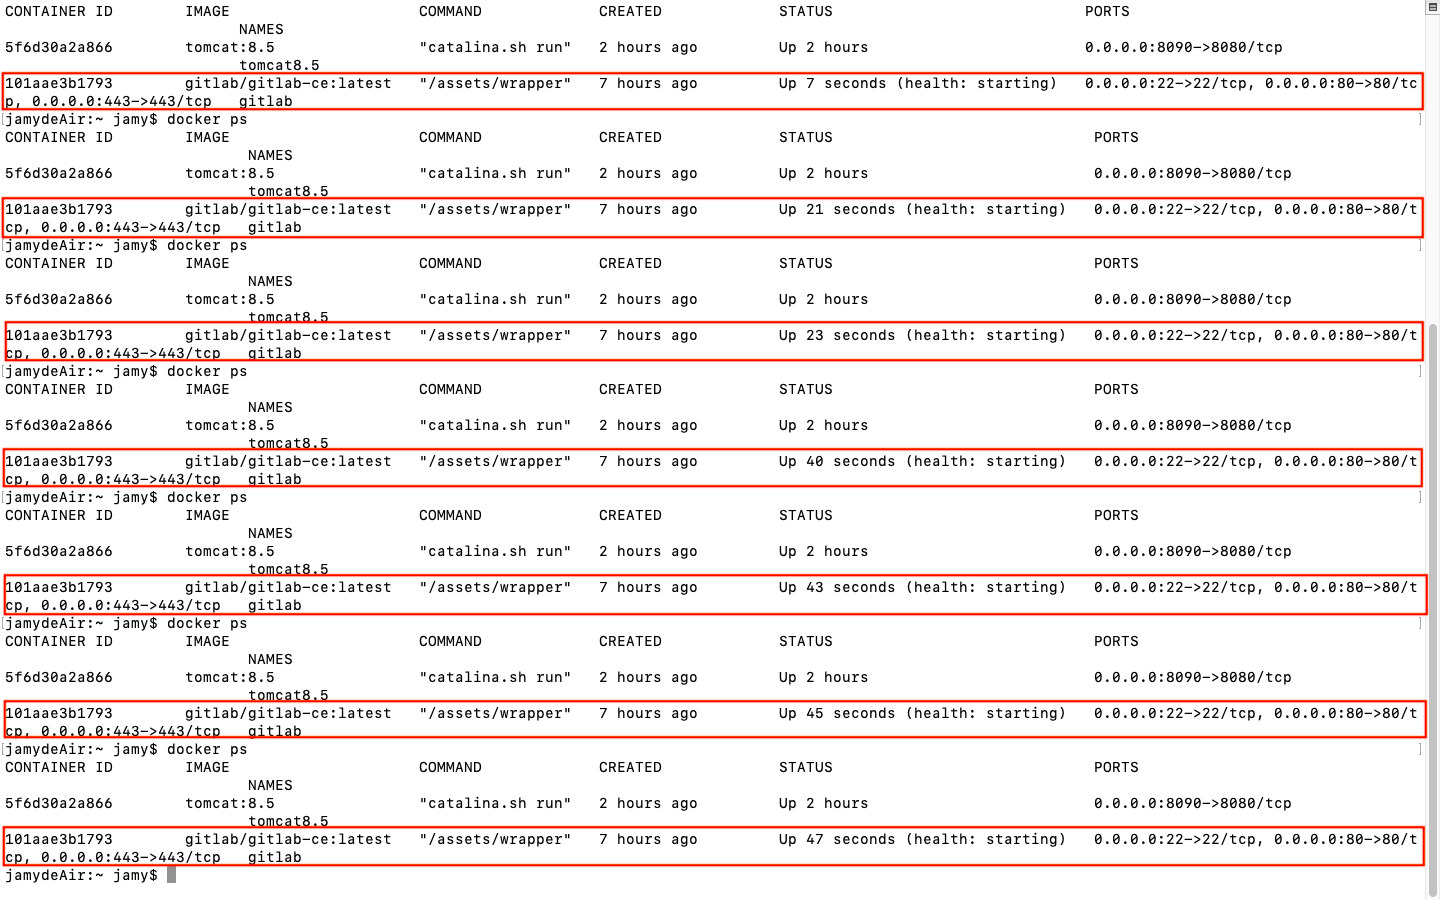 CONTAINER ID        IMAGE                     COMMAND             CREATED             STATUS                            PORTS
                          NAMES
5f6d30a2a866        tomcat:8.5                "catalina.sh run"   2 hours ago         Up 2 hours                        0.0.0.0:8090->8080/tcp
                          tomcat8.5
101aae3b1793        gitlab/gitlab-ce:latest   "/assets/wrapper"   7 hours ago         Up 7 seconds (health: starting)   0.0.0.0:22->22/tcp, 0.0.0.0:80->80/tc
p, 0.0.0.0:443->443/tcp   gitlab
[jamydeAir:~ jamy$ docker ps ]
CONTAINER ID        IMAGE                     COMMAND             CREATED             STATUS                             PORTS
                           NAMES
5f6d30a2a866        tomcat:8.5                "catalina.sh run"   2 hours ago         Up 2 hours                         0.0.0.0:8090->8080/tcp
                           tomcat8.5
101aae3b1793        gitlab/gitlab-ce:latest   "/assets/wrapper"   7 hours ago         Up 21 seconds (health: starting)   0.0.0.0:22->22/tcp, 0.0.0.0:80->80/t
cp, 0.0.0.0:443->443/tcp   gitlab
[jamydeAir:~ jamy$ docker ps ]
CONTAINER ID        IMAGE                     COMMAND             CREATED             STATUS                             PORTS
                           NAMES
5f6d30a2a866        tomcat:8.5                "catalina.sh run"   2 hours ago         Up 2 hours                         0.0.0.0:8090->8080/tcp
                           tomcat8.5
101aae3b1793        gitlab/gitlab-ce:latest   "/assets/wrapper"   7 hours ago         Up 23 seconds (health: starting)   0.0.0.0:22->22/tcp, 0.0.0.0:80->80/t
cp, 0.0.0.0:443->443/tcp   gitlab
[jamydeAir:~ jamy$ docker ps ]
CONTAINER ID        IMAGE                     COMMAND             CREATED             STATUS                             PORTS
                           NAMES
5f6d30a2a866        tomcat:8.5                "catalina.sh run"   2 hours ago         Up 2 hours                         0.0.0.0:8090->8080/tcp
                           tomcat8.5
101aae3b1793        gitlab/gitlab-ce:latest   "/assets/wrapper"   7 hours ago         Up 40 seconds (health: starting)   0.0.0.0:22->22/tcp, 0.0.0.0:80->80/t
cp, 0.0.0.0:443->443/tcp   gitlab
[jamydeAir:~ jamy$ docker ps ]
CONTAINER ID        IMAGE                     COMMAND             CREATED             STATUS                             PORTS
                           NAMES
5f6d30a2a866        tomcat:8.5                "catalina.sh run"   2 hours ago         Up 2 hours                         0.0.0.0:8090->8080/tcp
                           tomcat8.5
101aae3b1793        gitlab/gitlab-ce:latest   "/assets/wrapper"   7 hours ago         Up 43 seconds (health: starting)   0.0.0.0:22->22/tcp, 0.0.0.0:80->80/t
cp, 0.0.0.0:443->443/tcp   gitlab
[jamydeAir:~ jamy$ docker ps ]
CONTAINER ID        IMAGE                     COMMAND             CREATED             STATUS                             PORTS
                           NAMES
5f6d30a2a866        tomcat:8.5                "catalina.sh run"   2 hours ago         Up 2 hours                         0.0.0.0:8090->8080/tcp
                           tomcat8.5
101aae3b1793        gitlab/gitlab-ce:latest   "/assets/wrapper"   7 hours ago         Up 45 seconds (health: starting)   0.0.0.0:22->22/tcp, 0.0.0.0:80->80/t
cp, 0.0.0.0:443->443/tcp   gitlab
[jamydeAir:~ jamy$ docker ps ]
CONTAINER ID        IMAGE                     COMMAND             CREATED             STATUS                             PORTS
                           NAMES
5f6d30a2a866        tomcat:8.5                "catalina.sh run"   2 hours ago         Up 2 hours                         0.0.0.0:8090->8080/tcp
                           tomcat8.5
101aae3b1793        gitlab/gitlab-ce:latest   "/assets/wrapper"   7 hours ago         Up 47 seconds (health: starting)   0.0.0.0:22->22/tcp, 0.0.0.0:80->80/t
cp, 0.0.0.0:443->443/tcp   gitlab
jamydeAir:~ jamy$